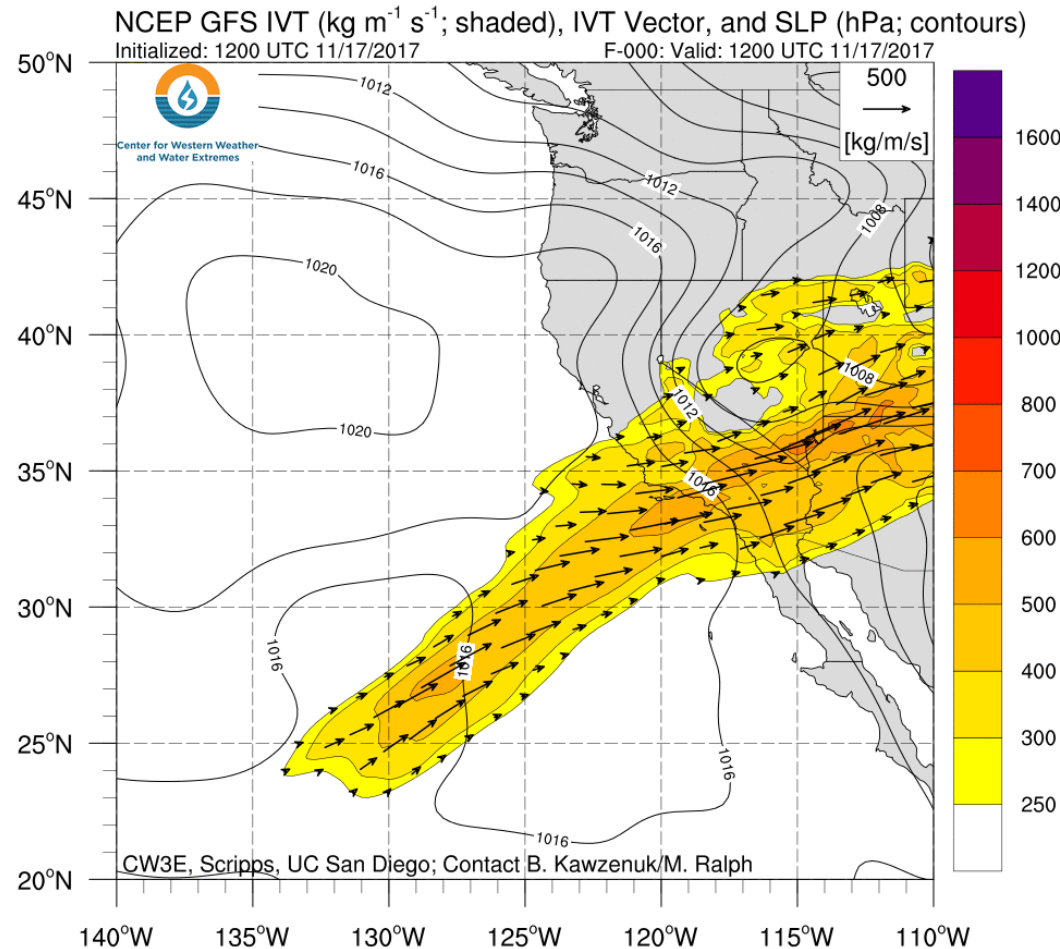 NCEP GFS IVT (kg m⁻¹ s⁻¹; shaded), IVT Vector, and SLP (hPa; contours)
Initialized: 1200 UTC 11/17/2017
F-000: Valid: 1200 UTC 11/17/2017
50°N
45°N
40°N
35°N
30°N
25°N
20°N
Center for Western Weather
and Water Extremes
500
[kg/m/s]
1012
1016
1020
1020
1012
1016
1008
1008
1012
1016
1016
1016
1016
1016
CW3E, Scripps, UC San Diego; Contact B. Kawzenuk/M. Ralph
140°W
135°W
130°W
125°W
120°W
115°W
110°W
1600
1400
1200
1000
800
700
600
500
400
300
250